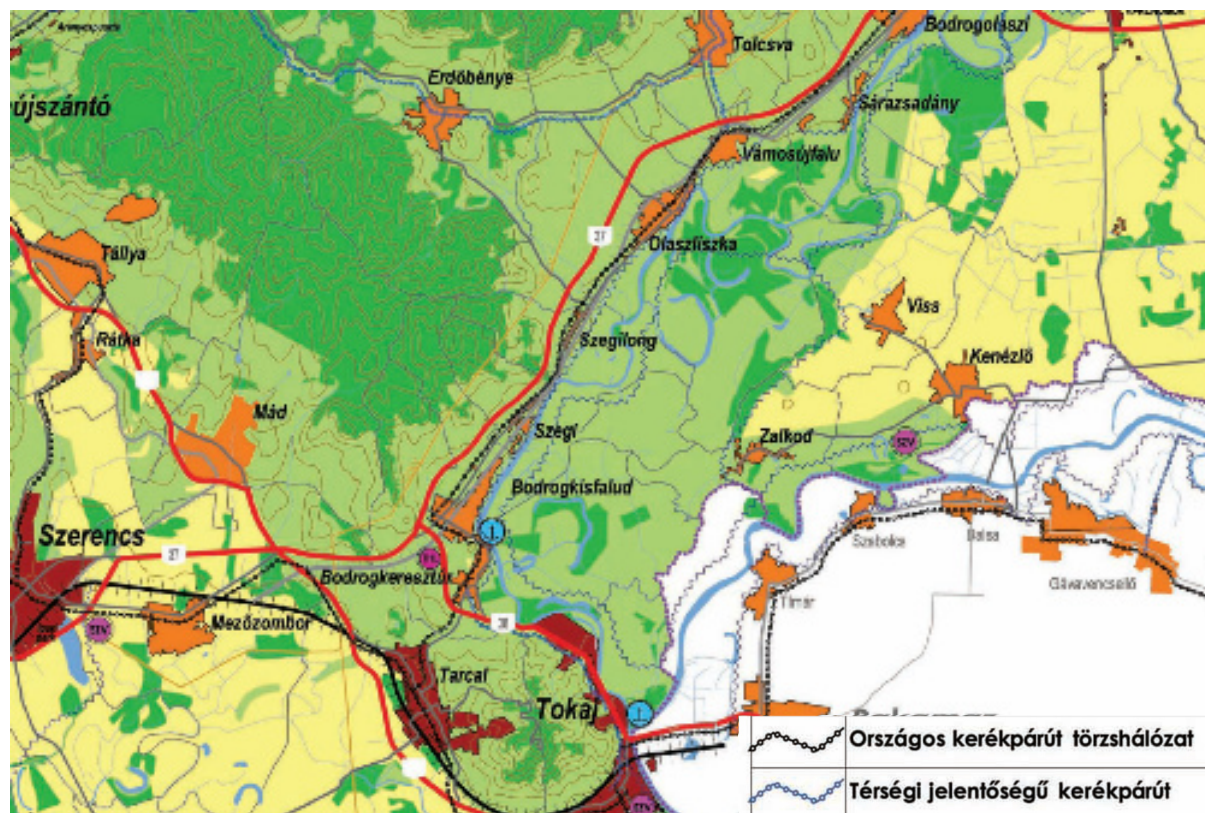 Bodrogolaszi
Tolcsva
Erdőbénye
Sárazsadány
újszántó
Vámosújfalu
37
Olaszliszka
Tállya
Viss
Szegilong
Rátka
Kenézlő
Mád
Szegi
Zalkod
SZV
Bodrogkisfalud
Szerencs
Szabolcs
Balsa
37
Bodrogkeresztúr
Gávavencsellő
Timár
Mezőzombor
38
Tarcal
Tokaj
Országos kerékpárút törzshálózat
Térségi jelentőségű kerékpárút